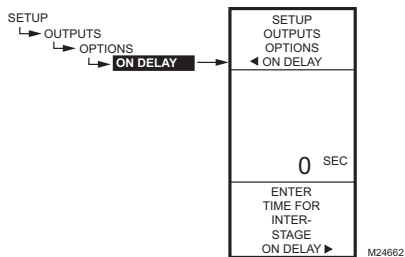 SETUP
OUTPUTS
OPTIONS
ON DELAY
SETUP
OUTPUTS
OPTIONS
◄ ON DELAY
0 SEC
ENTER
TIME FOR
INTER-
STAGE
ON DELAY ►
M24662